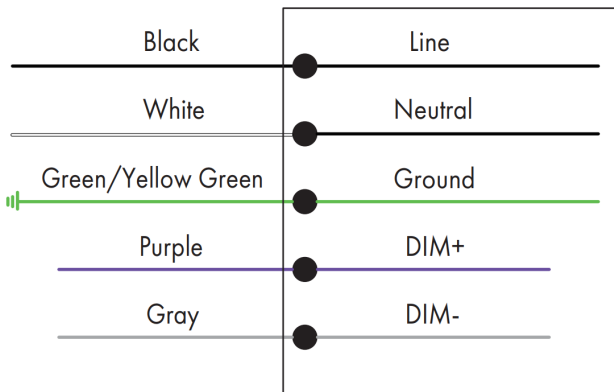 Black Line
White Neutral
Green/Yellow Green Ground
Purple DIM+
Gray DIM-